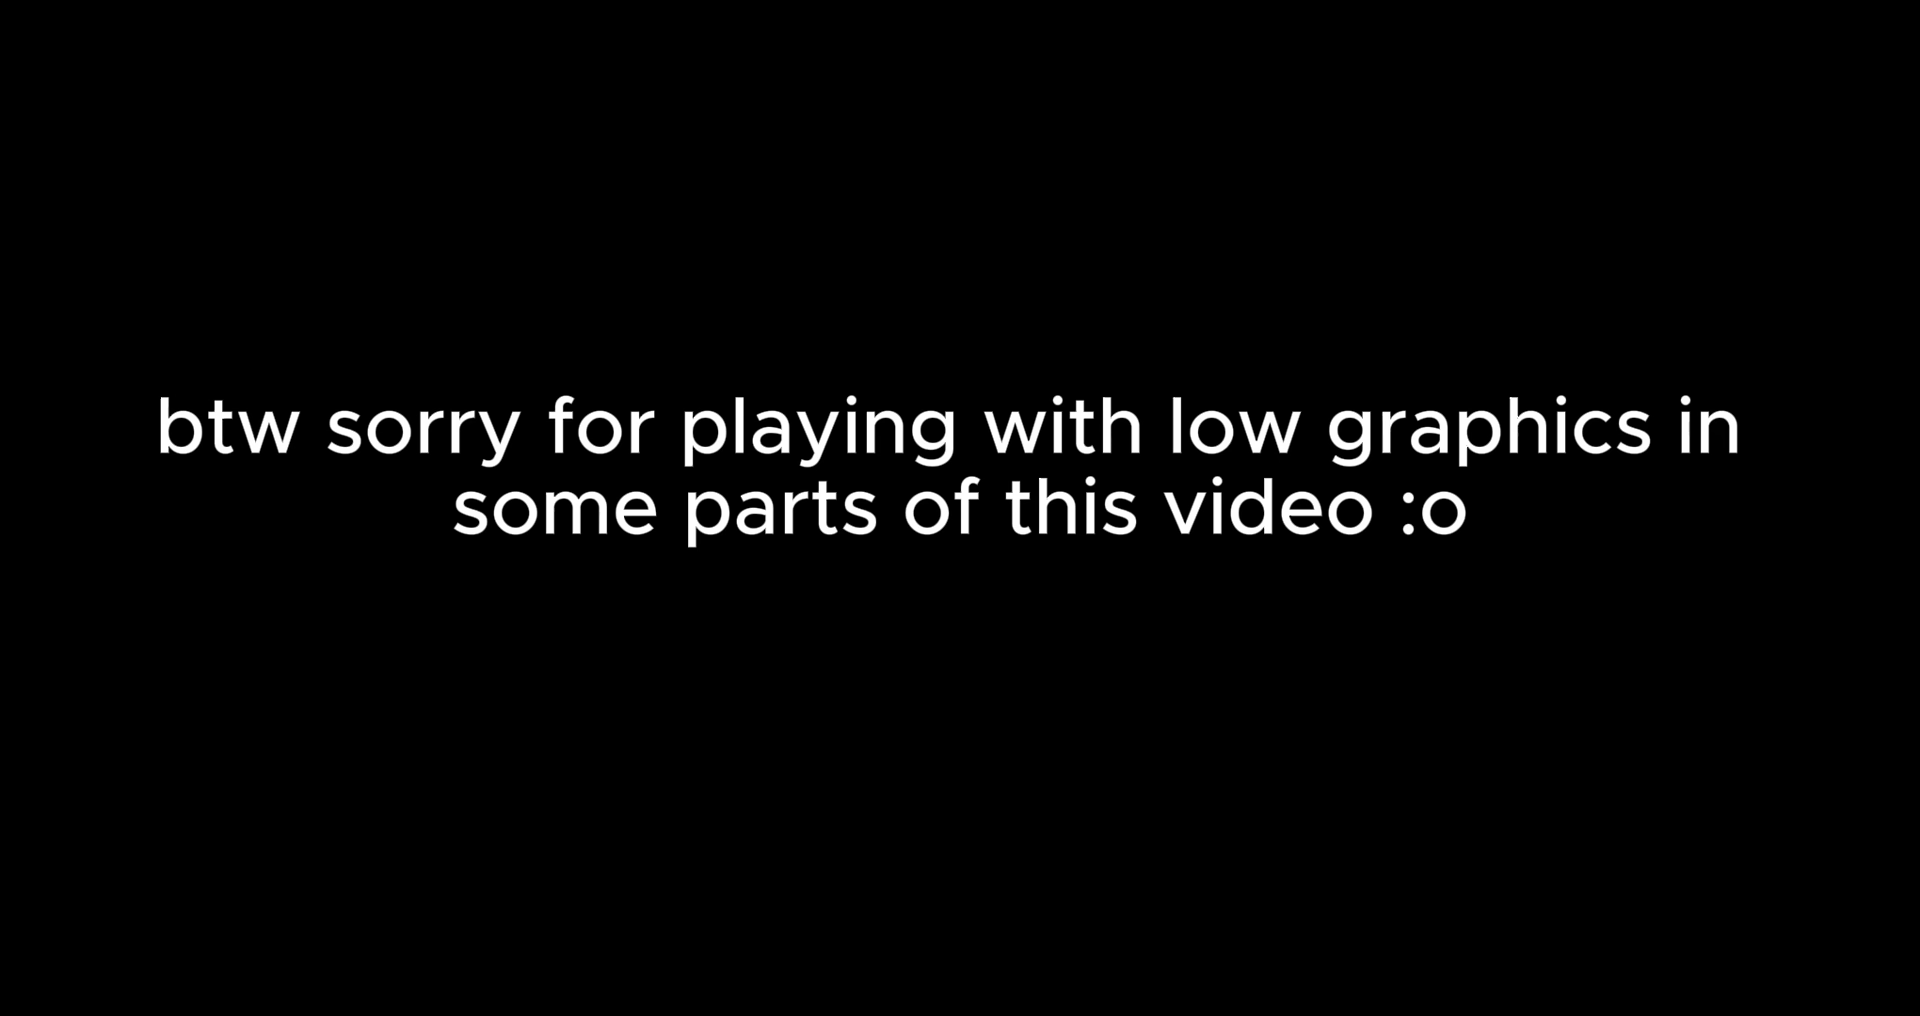 btw sorry for playing with low graphics in
some parts of this video :o